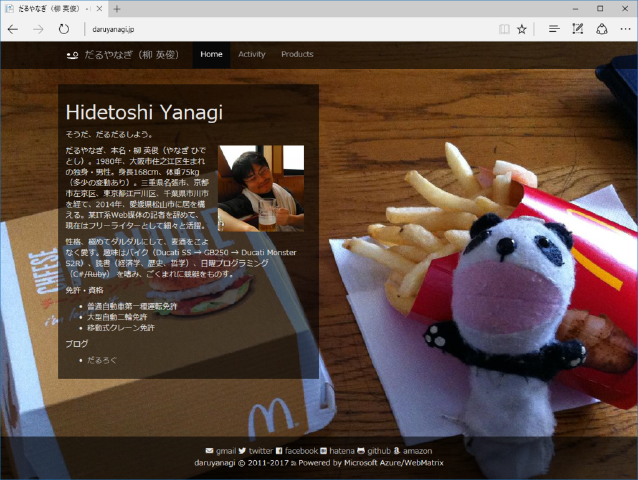 だるやなぎ（柳 英俊）
daruyanagi.jp
だるやなぎ（柳 英俊） Home Activity Products
Hidetoshi Yanagi
そうだ、だるだるしよう。
だるやなぎ、本名・柳 英俊（やなぎ ひで
とし）。1980年、大阪市住之江区生まれ
の独身・男性。身長168cm、体重75kg
（多少の変動あり）。三重県名張市、京都
市左京区、東京都江戸川区、千葉県市川市
を経て、2014年、愛媛県松山市に居を構
える。某IT系Web媒体の記者を辞めて、
現在はフリーライターとして細々と活躍。
性格、極めてダルダルにして、麦酒をこよ
なく愛す。趣味はバイク（Ducati SS → GB250 → Ducati Monster
S2R）、読書（経済学、歴史、哲学）、日曜プログラミング
（C#/Ruby）を嗜み、ごくまれに競艇をものす。
免許・資格
普通自動車第一種運転免許
大型自動二輪免許
移動式クレーン免許
ブログ
だるろぐ
CHEESE
gmail twitter facebook hatena github amazon
daruyanagi © 2011-2017 Powered by Microsoft Azure/WebMatrix